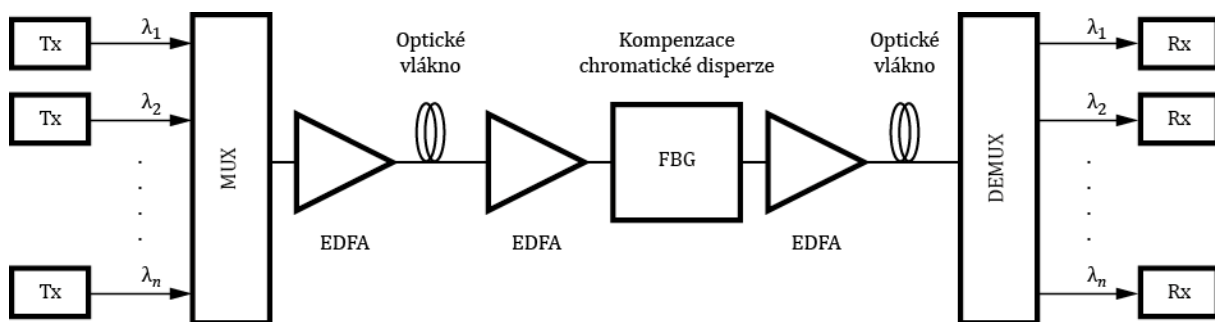 Tx
λ1
Tx
λ2
Tx
λn
MUX
EDFA
Optické
vlákno
EDFA
Kompenzace
chromatické disperze
FBG
EDFA
Optické
vlákno
DEMUX
λ1
Rx
λ2
Rx
λn
Rx